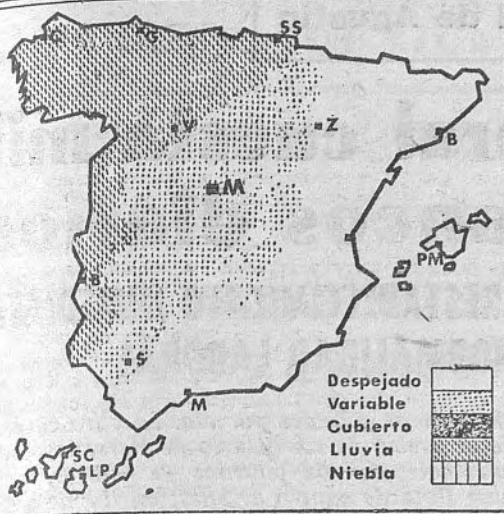 C
G
SS
V
Z
B
M
PM
B
S
M
SC
LP
Despejado
Variable
Cubierto
Lluvia
Niebla